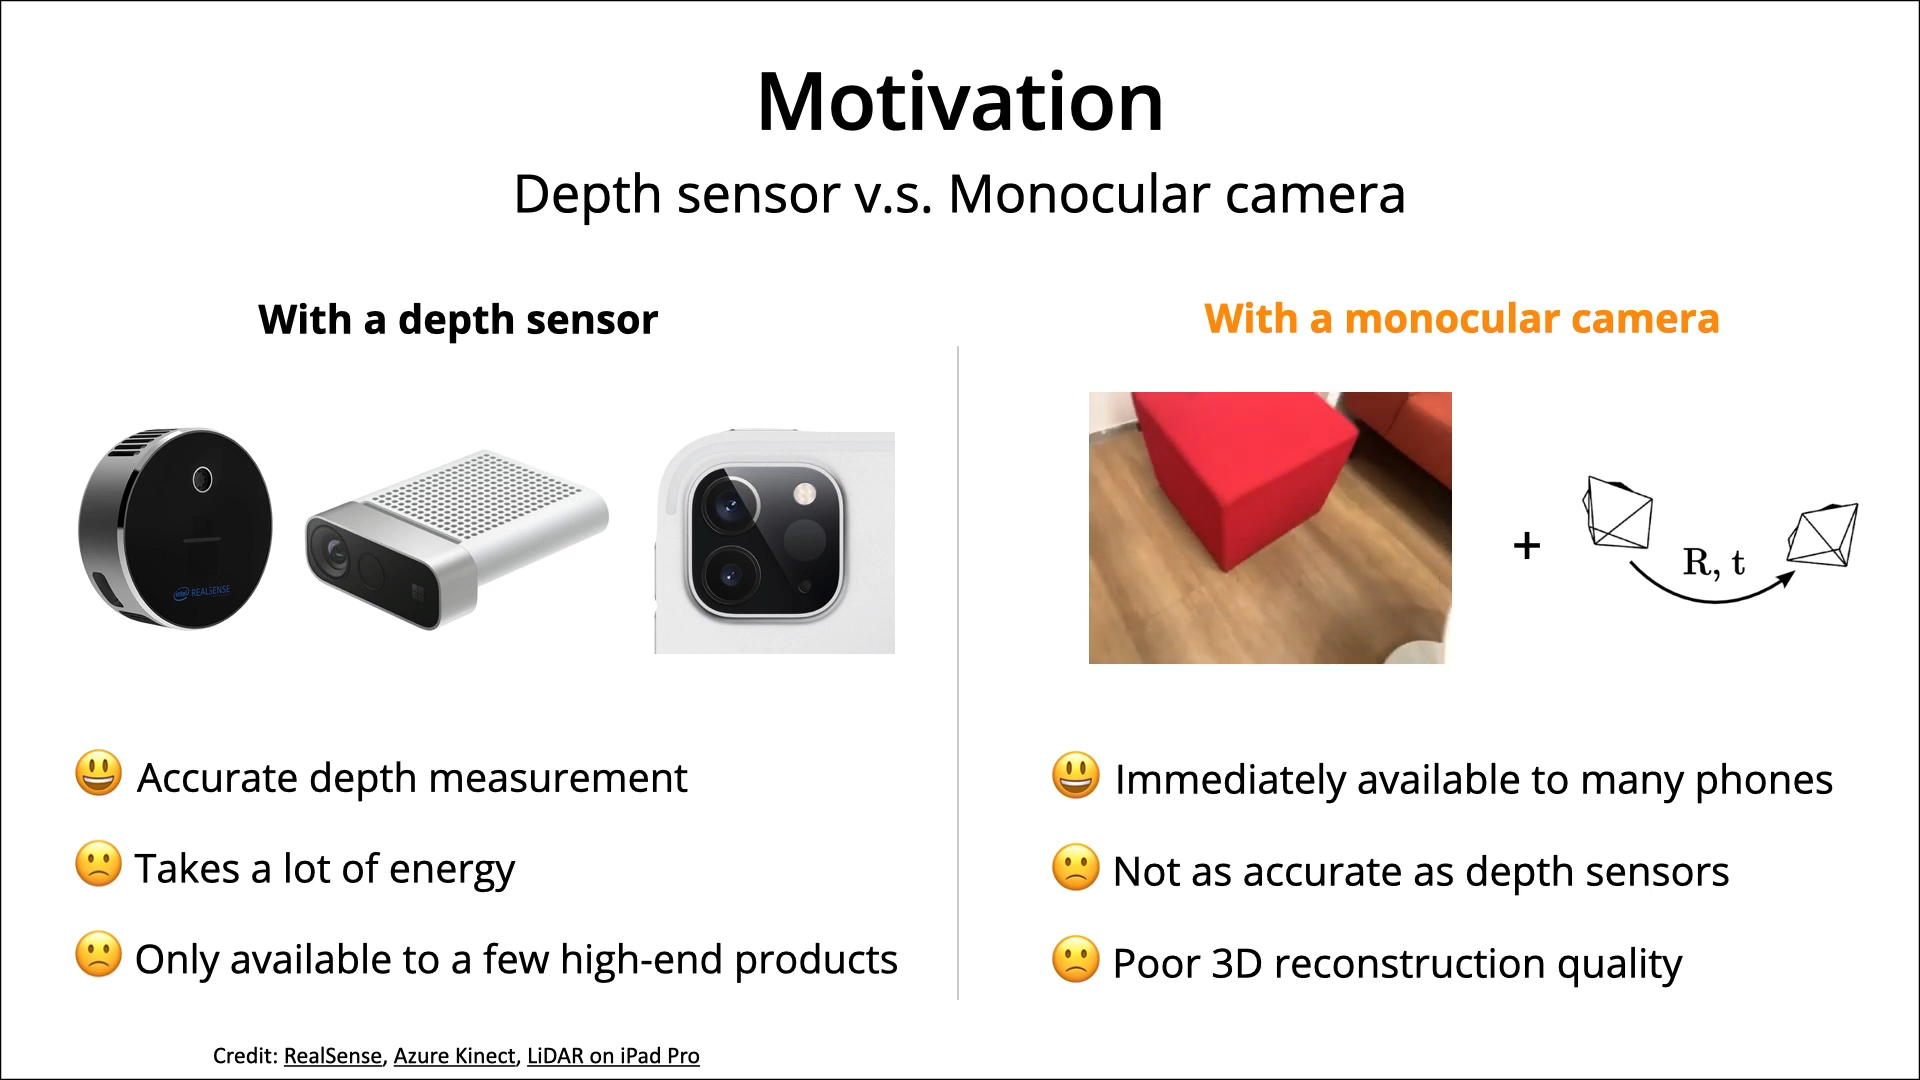 Motivation
Depth sensor v.s. Monocular camera
With a depth sensor
intel REALSENSE
Accurate depth measurement
Takes a lot of energy
Only available to a few high-end products
Credit: RealSense, Azure Kinect, LiDAR on iPad Pro
With a monocular camera
+
R, t
Immediately available to many phones
Not as accurate as depth sensors
Poor 3D reconstruction quality